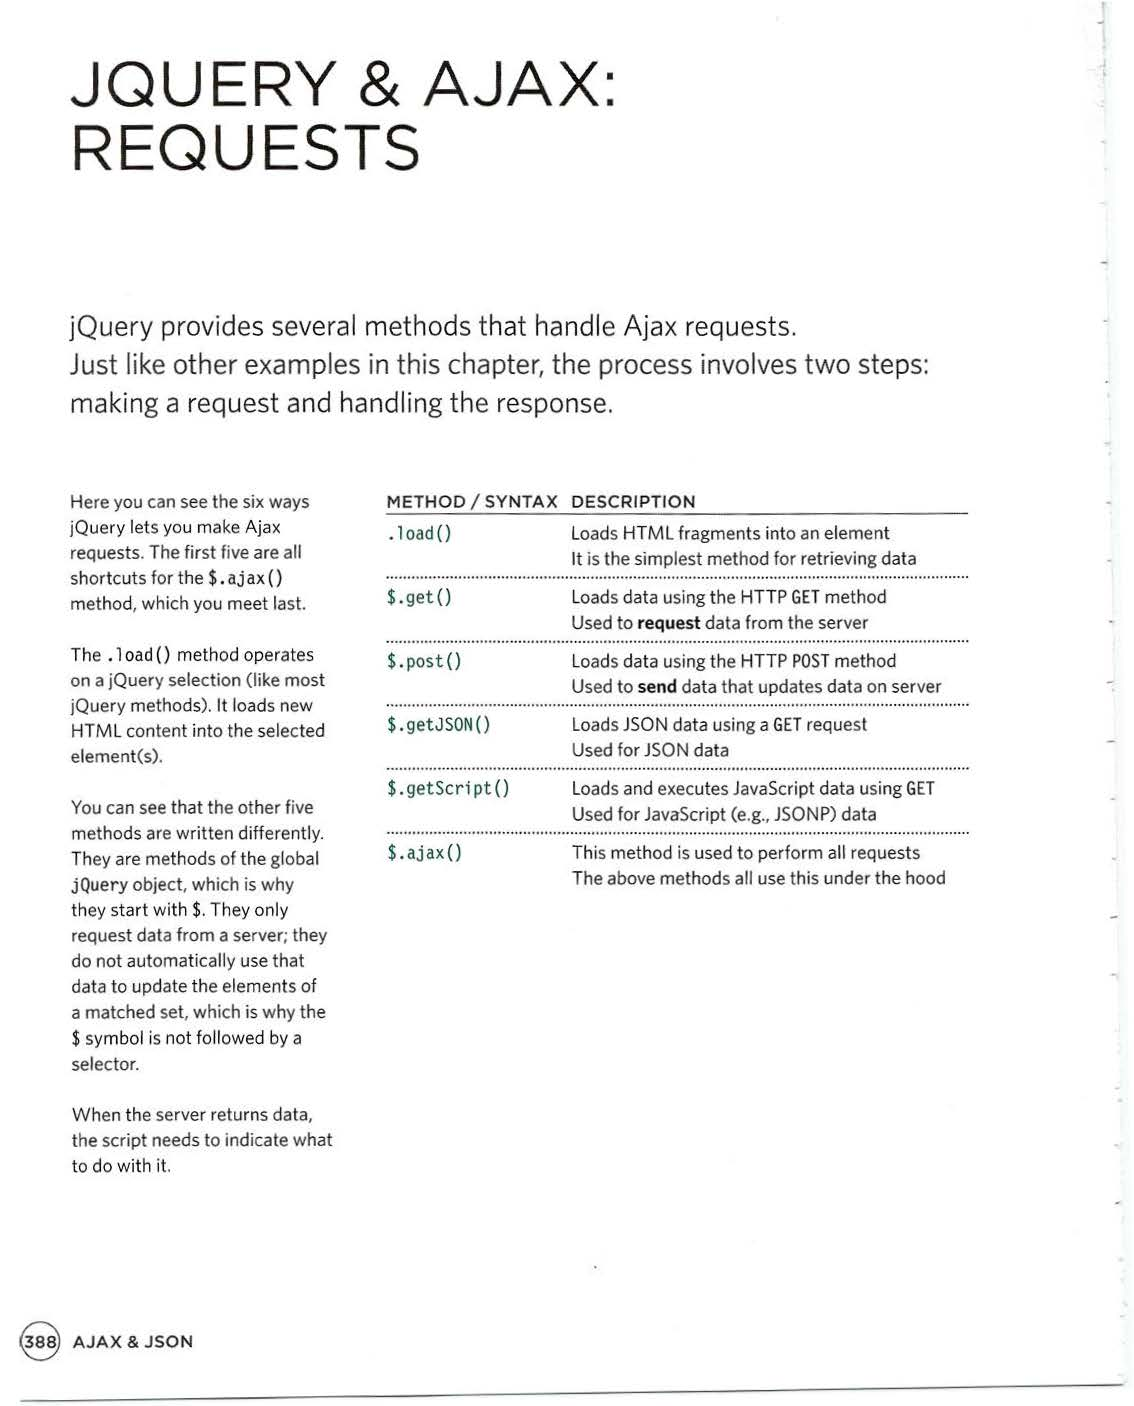 JQUERY & AJAX:
REQUESTS
jQuery provides several methods that handle Ajax requests.
Just like other examples in this chapter, the process involves two steps:
making a request and handling the response.
Here you can see the six ways
jQuery lets you make Ajax
requests. The first five are all
shortcuts for the $.ajax()
method, which you meet last.
The .load() method operates
on a jQuery selection (like most
jQuery methods). It loads new
HTML content into the selected
element(s).
You can see that the other five
methods are written differently.
They are methods of the global
jQuery object, which is why
they start with $. They only
request data from a server; they
do not automatically use that
data to update the elements of
a matched set, which is why the
$ symbol is not followed by a
selector.
When the server returns data,
the script needs to indicate what
to do with it.
METHOD / SYNTAX DESCRIPTION
.load() Loads HTML fragments into an element
It is the simplest method for retrieving data
$.get() Loads data using the HTTP GET method
Used to request data from the server
$.post() Loads data using the HTTP POST method
Used to send data that updates data on server
$.getJSON() Loads JSON data using a GET request
Used for JSON data
$.getScript() Loads and executes JavaScript data using GET
Used for JavaScript (e.g., JSONP) data
$.ajax() This method is used to perform all requests
The above methods all use this under the hood
388 AJAX & JSON